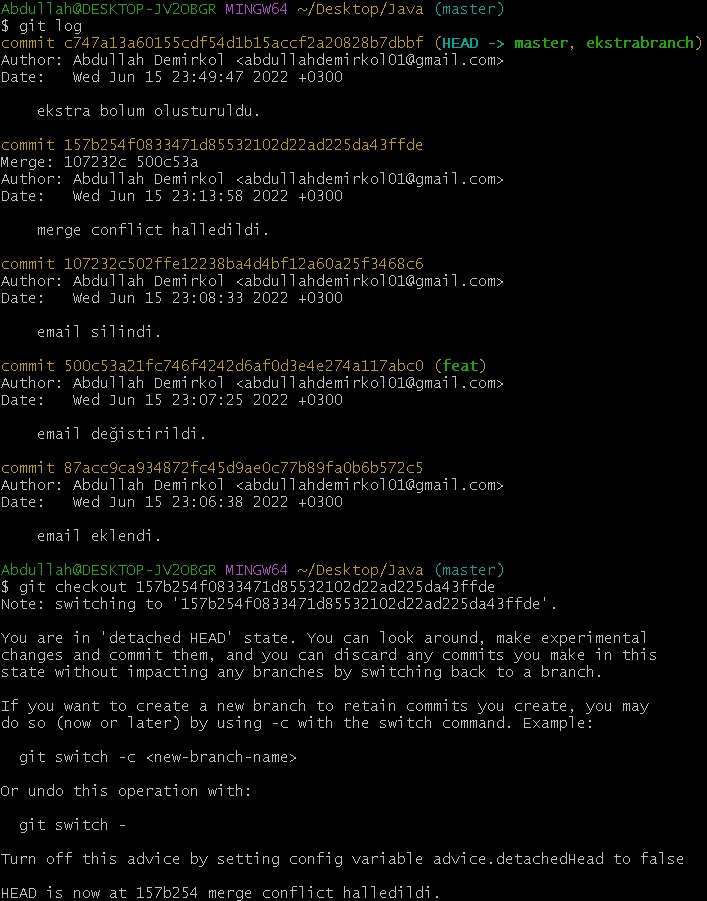 Abdullah@DESKTOP-JV2OBGR MINGW64 ~/Desktop/Java (master)
$ git log
commit c747a13a60155cdf54d1b15accf2a20828b7dbbf (HEAD -> master, ekstrabranch)
Author: Abdullah Demirkol <abdullahdemirkol01@gmail.com>
Date:   Wed Jun 15 23:49:47 2022 +0300
    ekstra bolum olusturuldu.
commit 157b254f0833471d85532102d22ad225da43ffde
Merge: 107232c 500c53a
Author: Abdullah Demirkol <abdullahdemirkol01@gmail.com>
Date:   Wed Jun 15 23:13:58 2022 +0300
    merge conflict halledildi.
commit 107232c502ffe12238ba4d4bf12a60a25f3468c6
Author: Abdullah Demirkol <abdullahdemirkol01@gmail.com>
Date:   Wed Jun 15 23:08:33 2022 +0300
    email silindi.
commit 500c53a21fc746f4242d6af0d3e4e274a117abc0 (feat)
Author: Abdullah Demirkol <abdullahdemirkol01@gmail.com>
Date:   Wed Jun 15 23:07:25 2022 +0300
    email değistirildi.
commit 87acc9ca934872fc45d9ae0c77b89fa0b6b572c5
Author: Abdullah Demirkol <abdullahdemirkol01@gmail.com>
Date:   Wed Jun 15 23:06:38 2022 +0300
    email eklendi.
Abdullah@DESKTOP-JV2OBGR MINGW64 ~/Desktop/Java (master)
$ git checkout 157b254f0833471d85532102d22ad225da43ffde
Note: switching to '157b254f0833471d85532102d22ad225da43ffde'.
You are in 'detached HEAD' state. You can look around, make experimental
changes and commit them, and you can discard any commits you make in this
state without impacting any branches by switching back to a branch.
If you want to create a new branch to retain commits you create, you may
do so (now or later) by using -c with the switch command. Example:
  git switch -c <new-branch-name>
Or undo this operation with:
  git switch -
Turn off this advice by setting config variable advice.detachedHead to false
HEAD is now at 157b254 merge conflict halledildi.